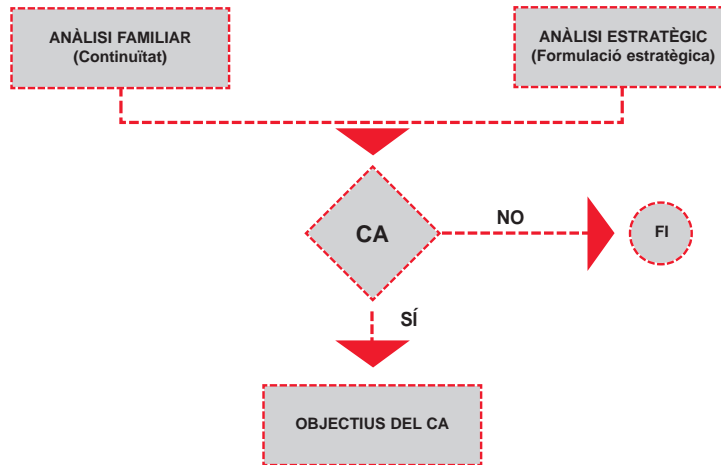 ANÀLISI FAMILIAR
(Continuïtat)
ANÀLISI ESTRATÈGIC
(Formulació estratègica)
CA
NO
FI
SÍ
OBJECTIUS DEL CA